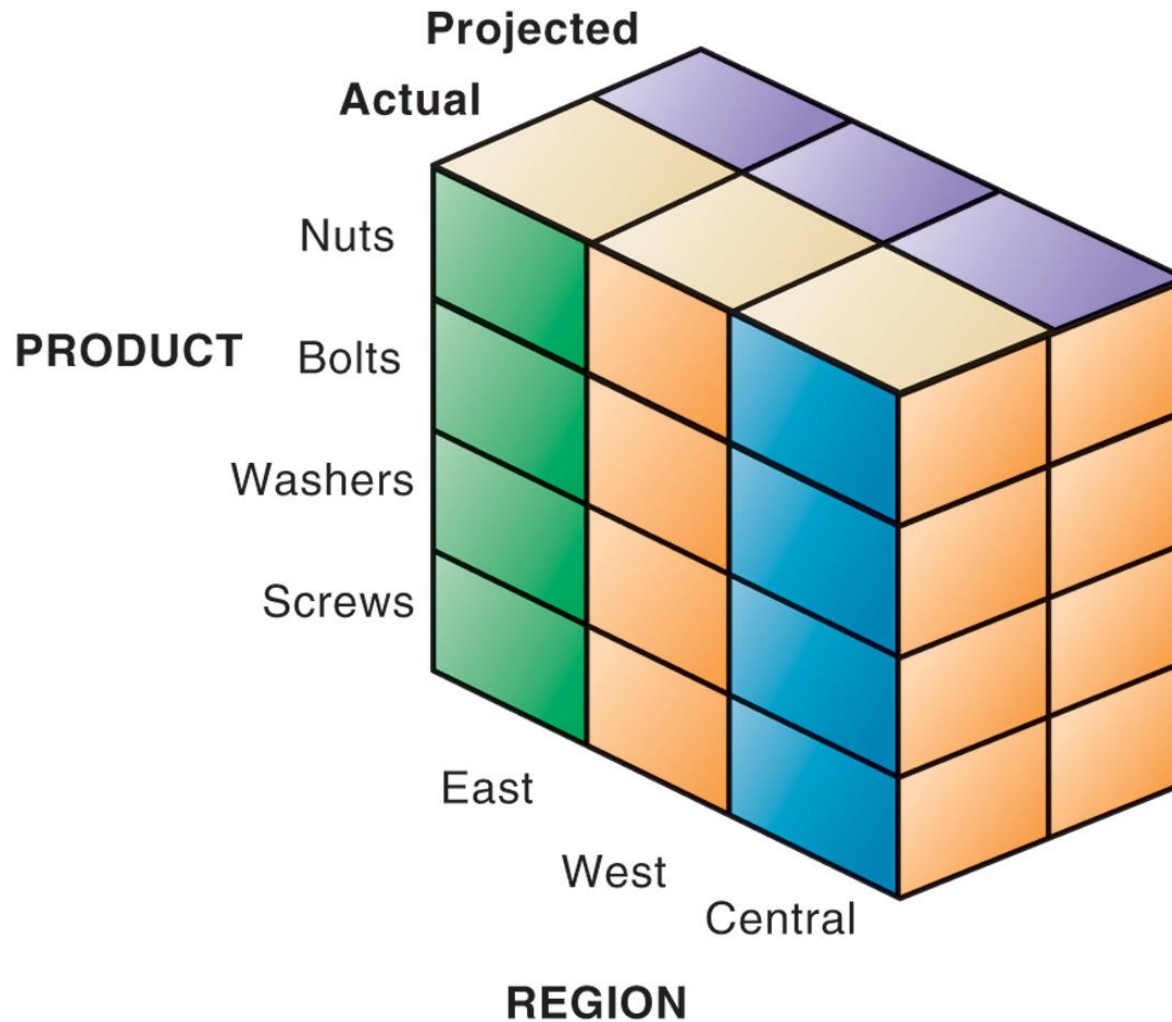 Projected
Actual
Nuts
PRODUCT Bolts
Washers
Screws
East
West
Central
REGION